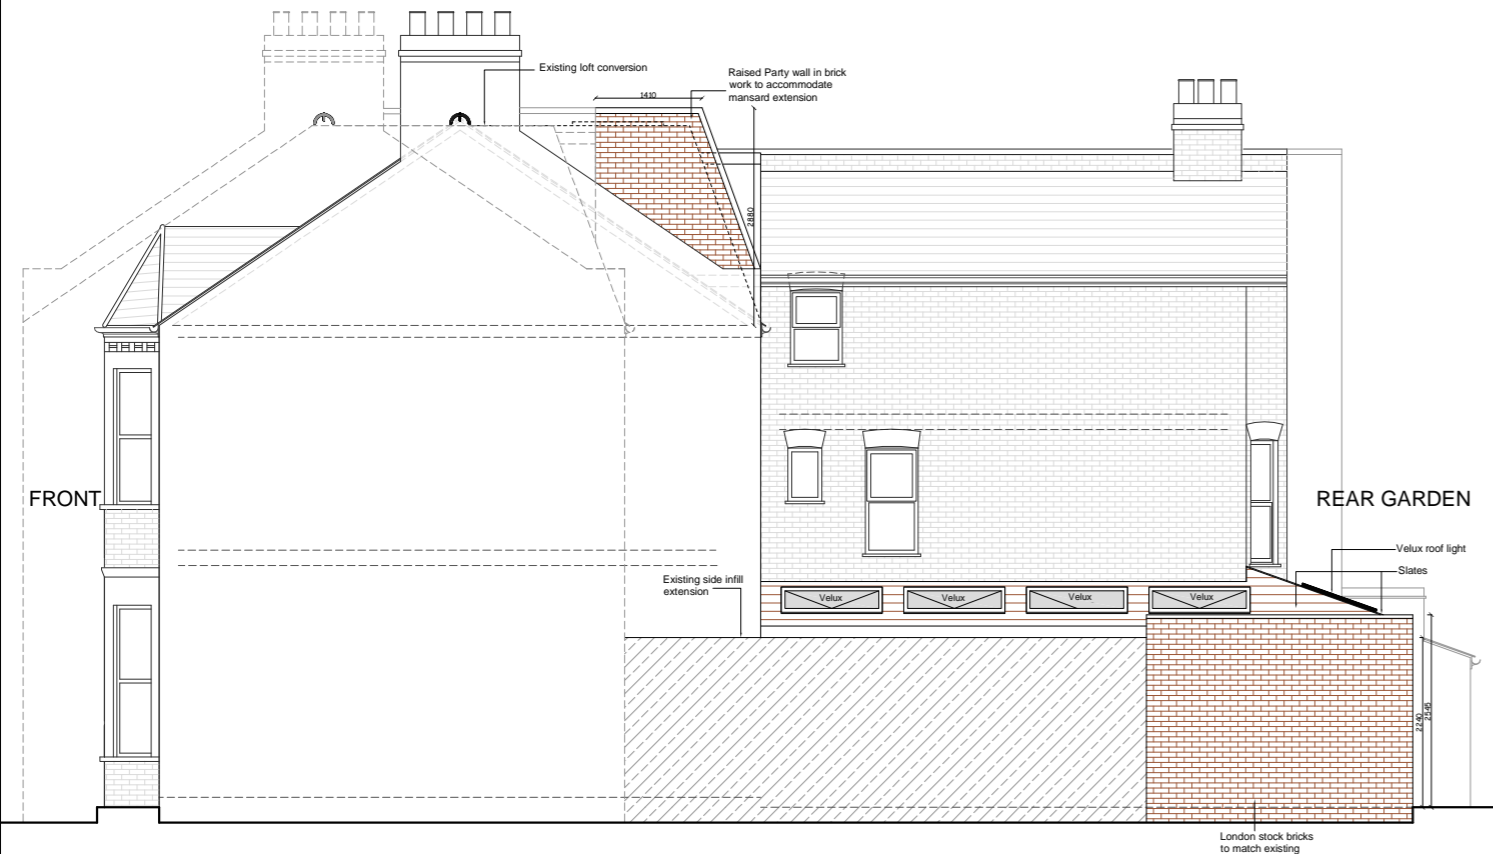 Existing loft conversion
Raised Party wall in brick
work to accommodate
mansard extension
1410
2880
FRONT
REAR GARDEN
Velux roof light
Slates
Existing side infill
extension
Velux
Velux
Velux
Velux
2240
2545
London stock bricks
to match existing